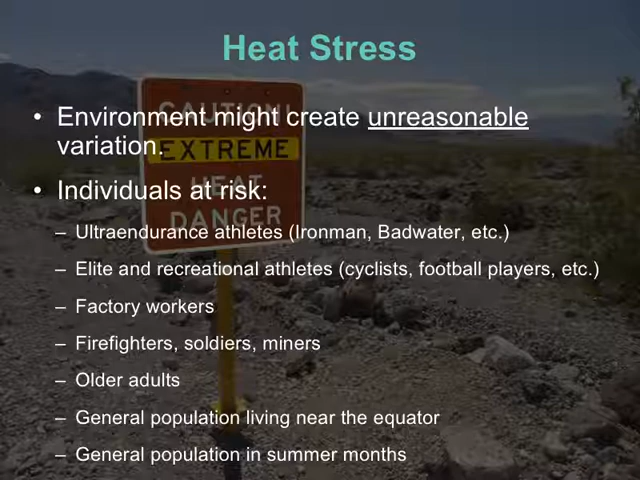 Heat Stress
• Environment might create unreasonable
variation.
• Individuals at risk:
– Ultraendurance athletes (Ironman, Badwater, etc.)
– Elite and recreational athletes (cyclists, football players, etc.)
– Factory workers
– Firefighters, soldiers, miners
– Older adults
– General population living near the equator
– General population in summer months
CAUTION!
EXTREME
HEAT
DANGER